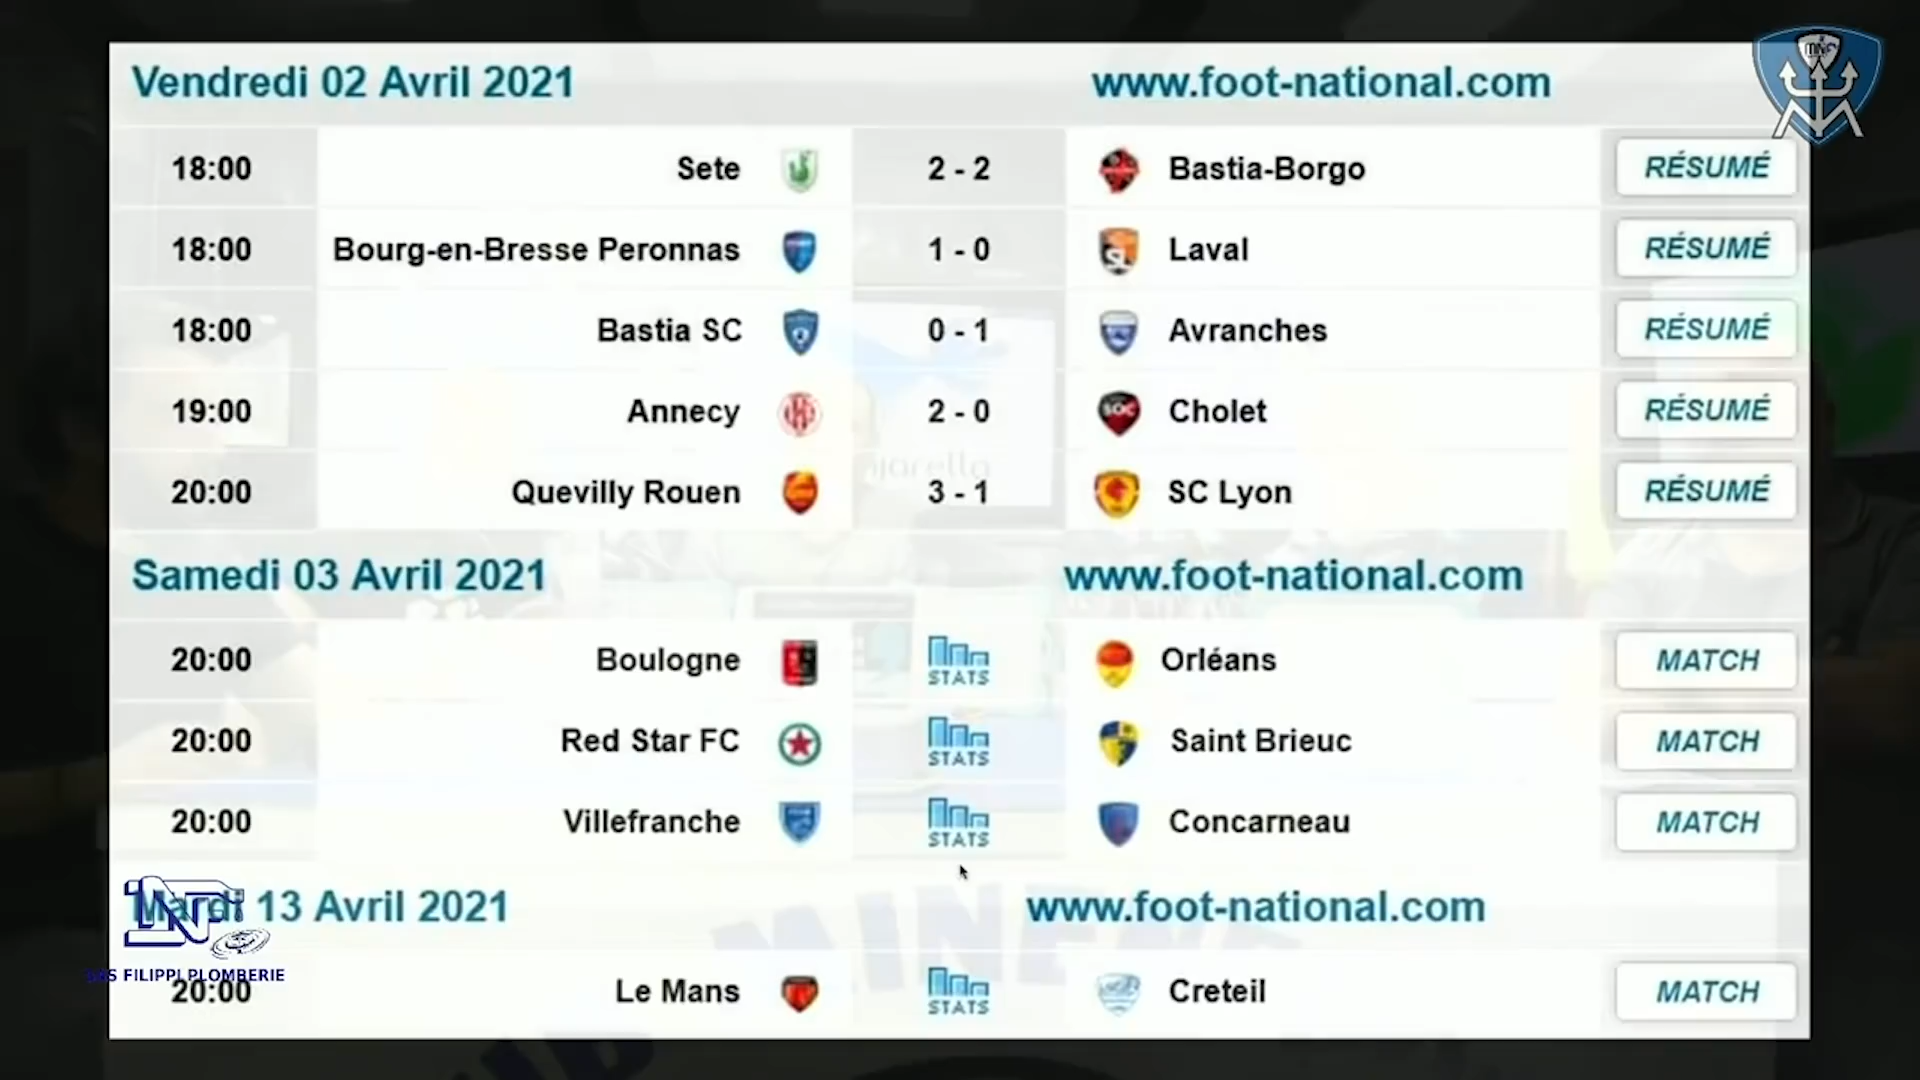 Vendredi 02 Avril 2021 www.foot-national.com
18:00 Sete 2 - 2 Bastia-Borgo RÉSUMÉ
18:00 Bourg-en-Bresse Peronnas 1 - 0 Laval RÉSUMÉ
18:00 Bastia SC 0 - 1 Avranches RÉSUMÉ
19:00 Annecy 2 - 0 SOC Cholet RÉSUMÉ
20:00 Quevilly Rouen 3 - 1 SC Lyon RÉSUMÉ
Samedi 03 Avril 2021 www.foot-national.com
20:00 Boulogne STATS Orléans MATCH
20:00 Red Star FC STATS Saint Brieuc MATCH
20:00 Villefranche STATS Concarneau MATCH
Mardi 13 Avril 2021 www.foot-national.com
FILIPPI PLOMBERIE
20:00 Le Mans STATS Creteil MATCH